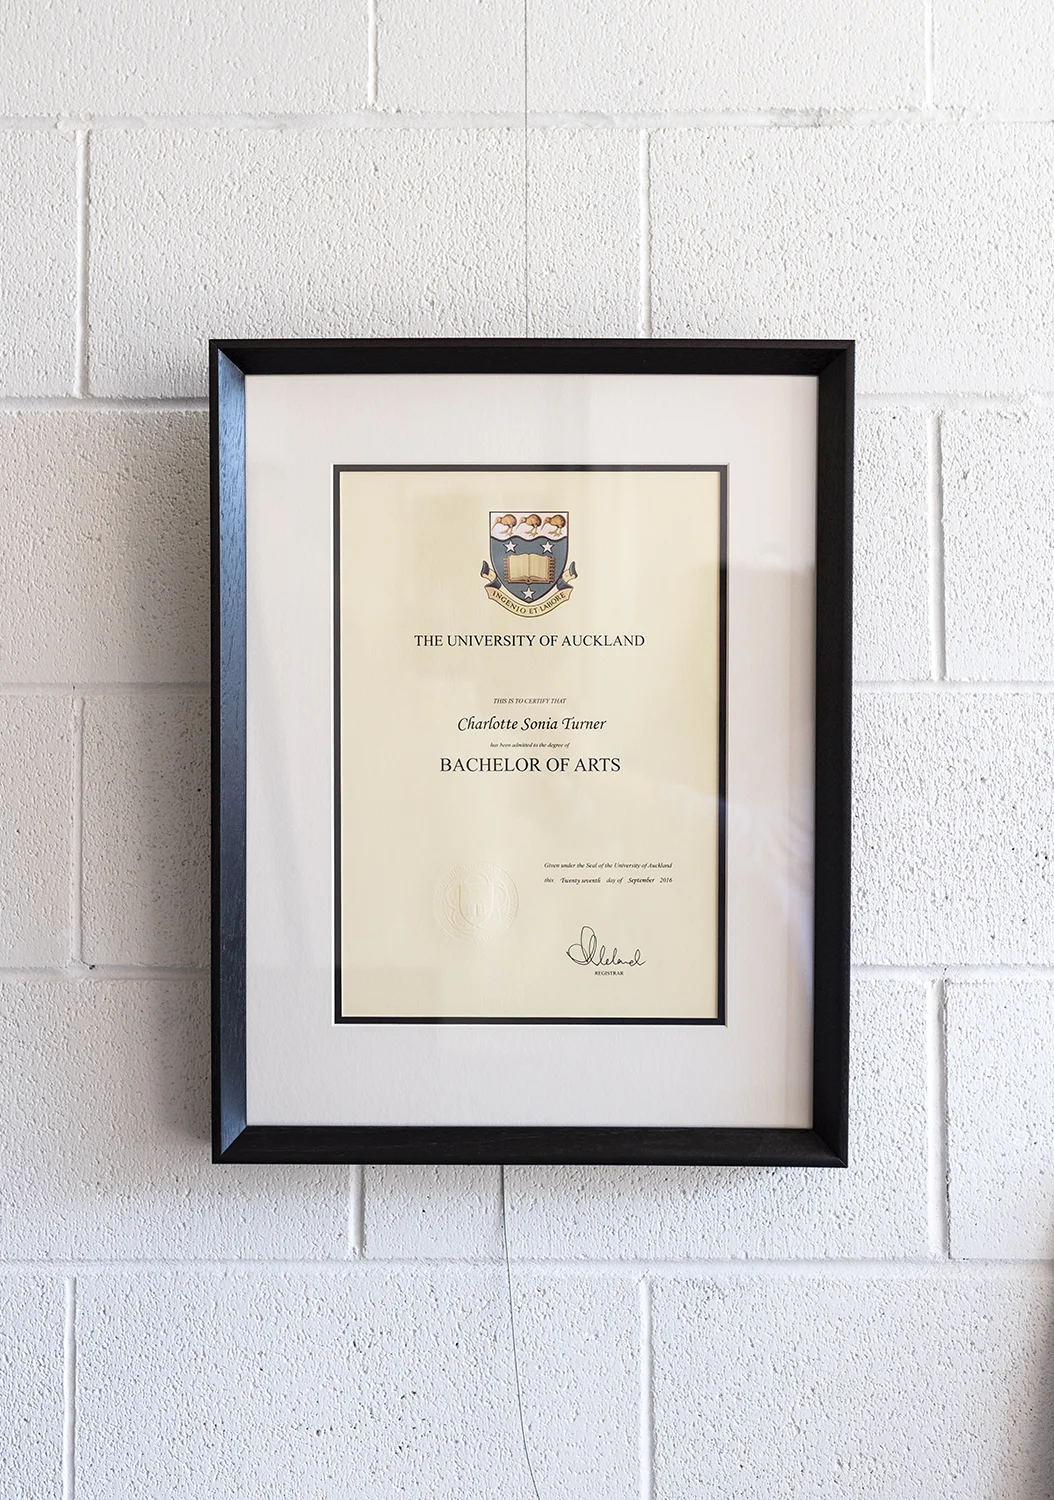 INGENIO ET LABORE
THE UNIVERSITY OF AUCKLAND
THIS IS TO CERTIFY THAT
Charlotte Sonia Turner
has been admitted to the degree of
BACHELOR OF ARTS
Given under the Seal of the University of Auckland
this Twenty seventh day of September 2016
REGISTRAR